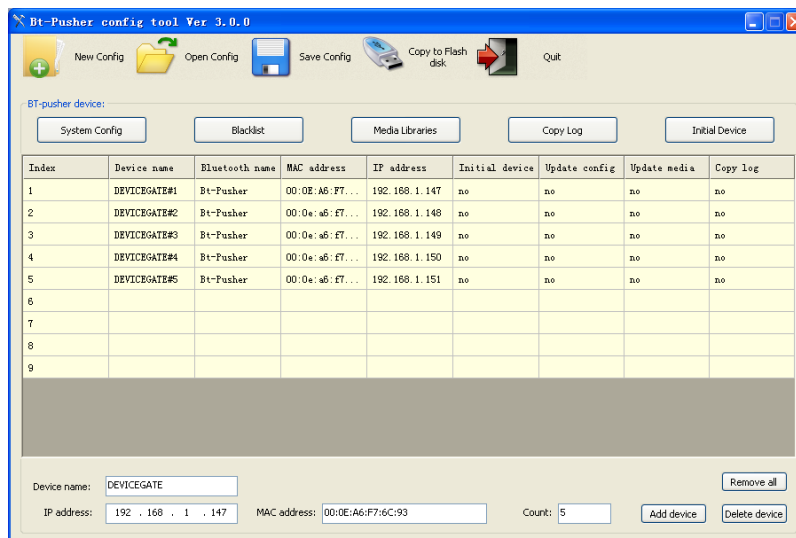 Bt-Pusher config tool Ver 3.0.0
New Config Open Config Save Config Copy to Flash disk Quit
BT-pusher device:
System Config Blacklist Media Libraries Copy Log Initial Device
Index Device name Bluetooth name MAC address IP address Initial device Update config Update media Copy log
1 DEVICEGATE#1 Bt-Pusher 00:0E:A6:F7... 192.168.1.147 no no no no
2 DEVICEGATE#2 Bt-Pusher 00:0e:a6:f7... 192.168.1.148 no no no no
3 DEVICEGATE#3 Bt-Pusher 00:0e:a6:f7... 192.168.1.149 no no no no
4 DEVICEGATE#4 Bt-Pusher 00:0e:a6:f7... 192.168.1.150 no no no no
5 DEVICEGATE#5 Bt-Pusher 00:0e:a6:f7... 192.168.1.151 no no no no
6
7
8
9
Device name: DEVICEGATE Remove all
IP address: 192 . 168 . 1 . 147 MAC address: 00:0E:A6:F7:6C:93 Count: 5 Add device Delete device